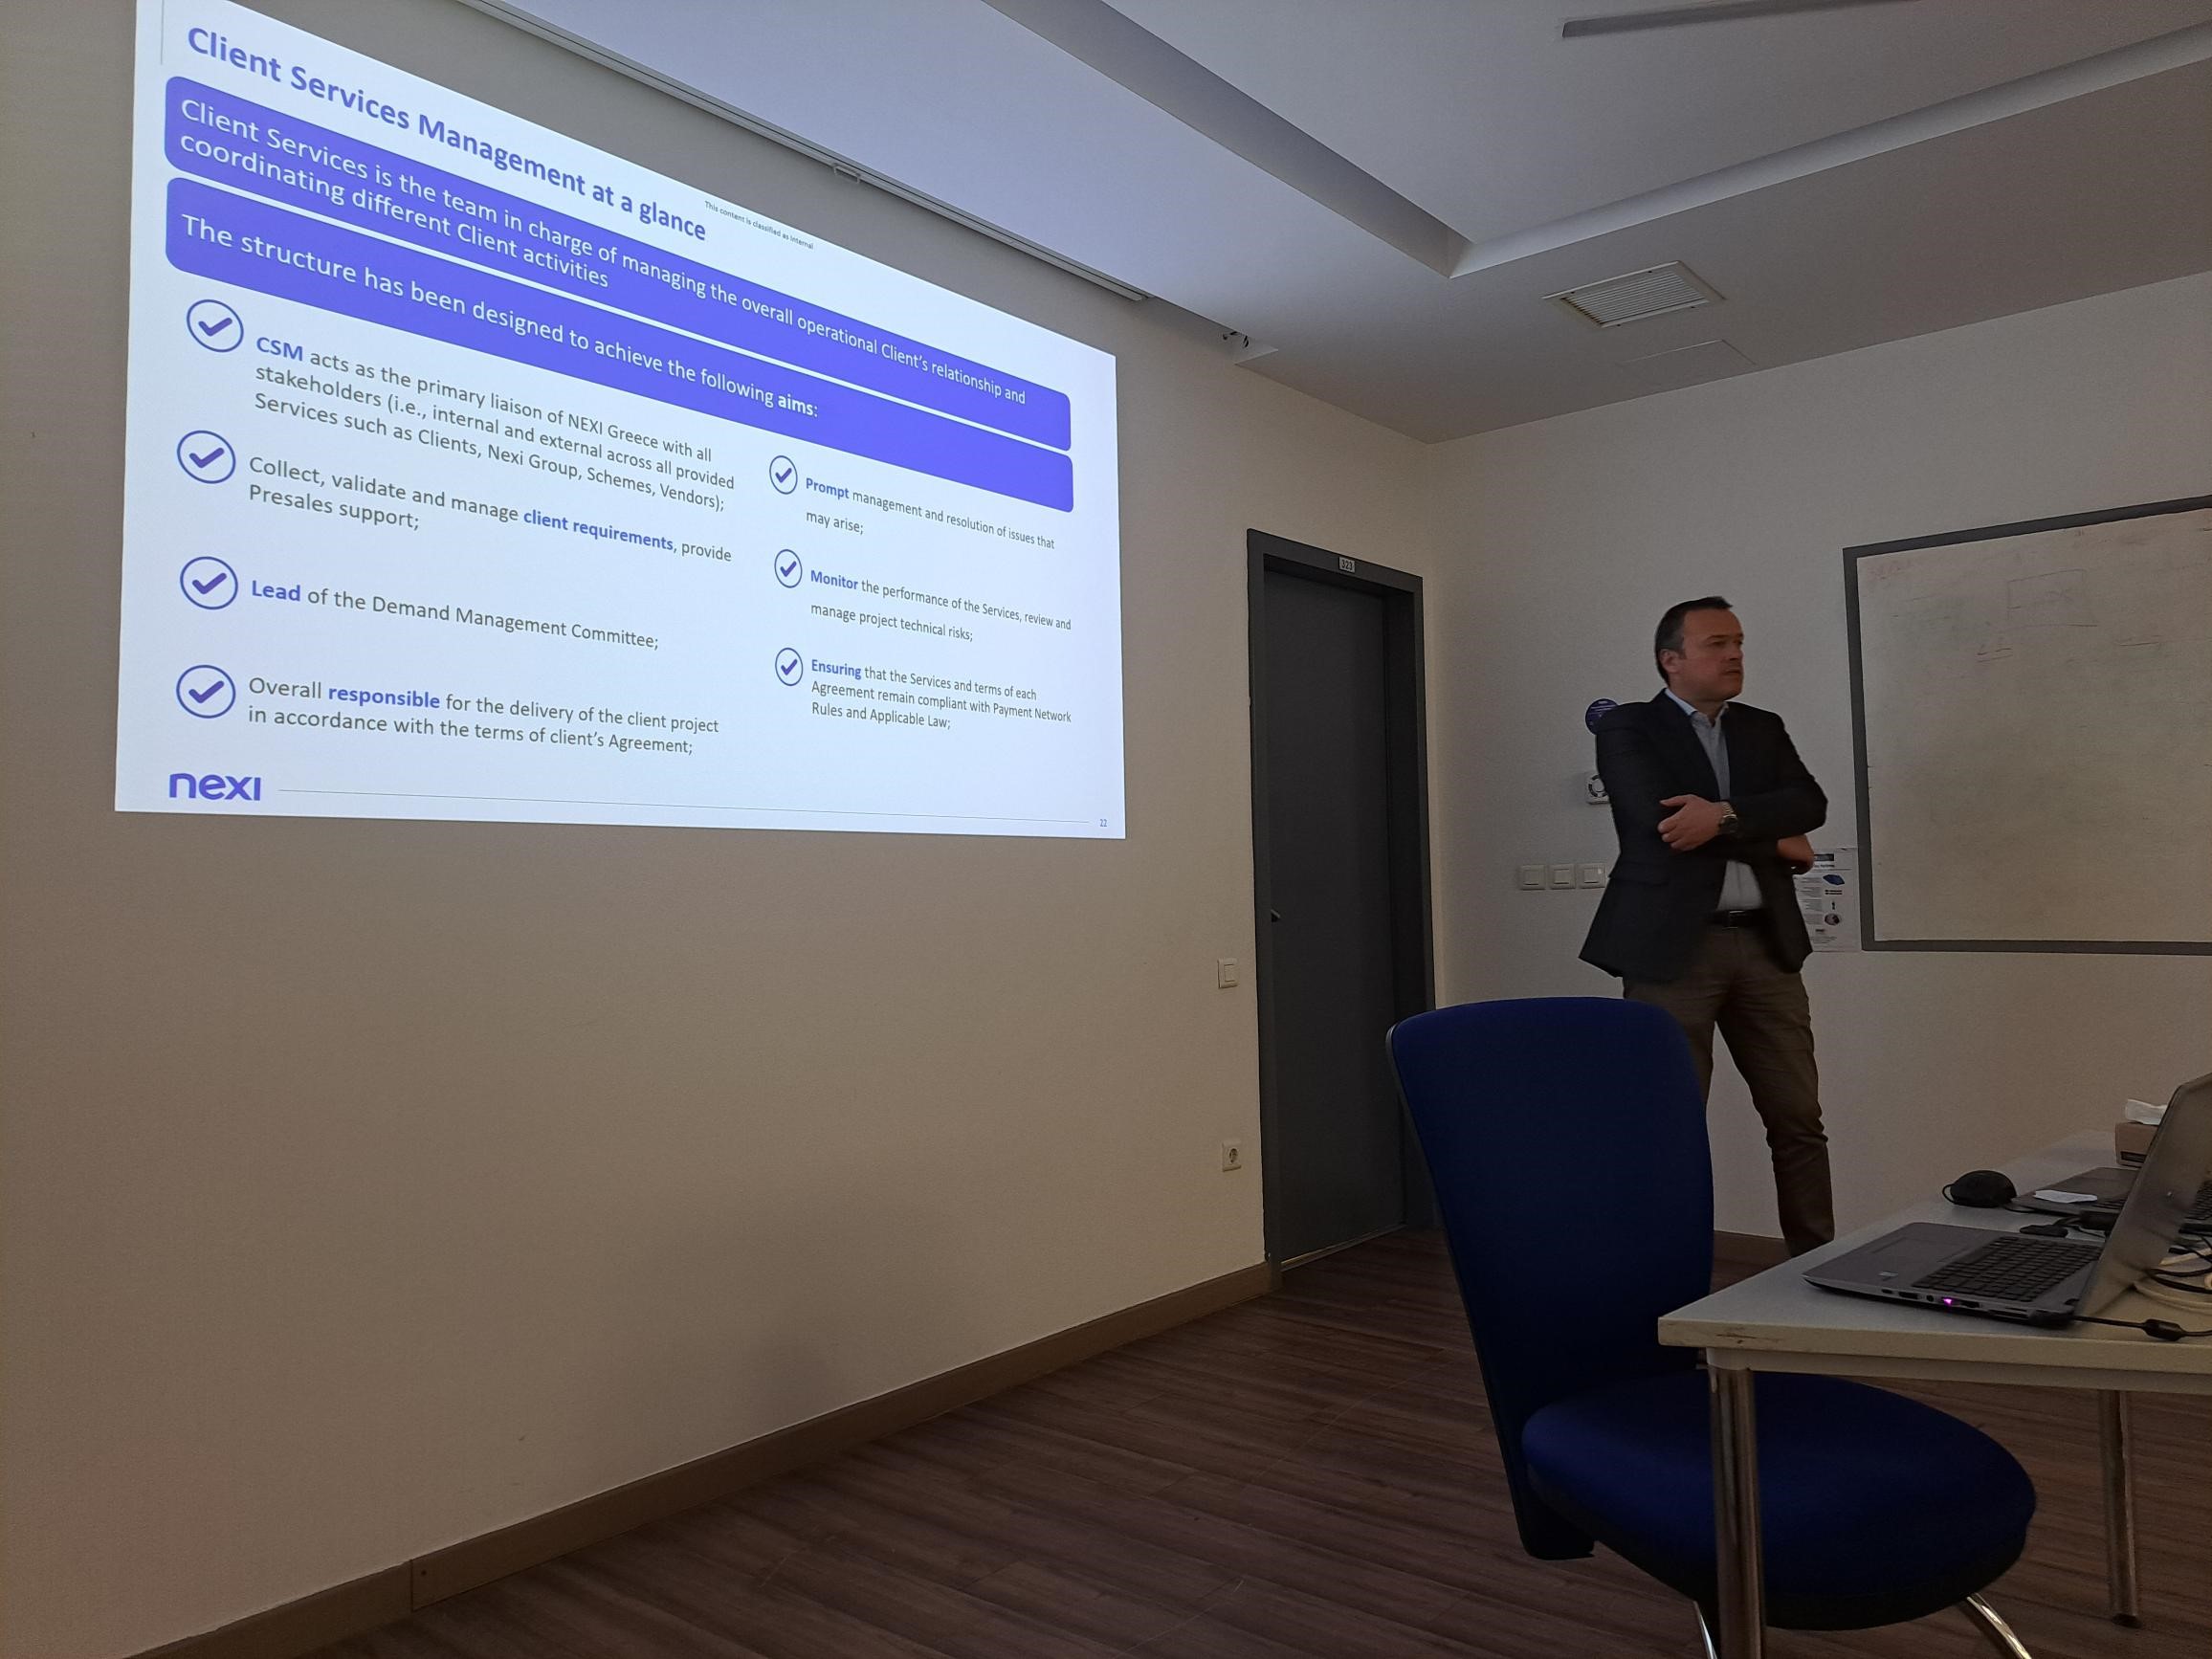 Client Services Management at a glance
This content is classified as Internal
Client Services is the team in charge of managing the overall operational Client's relationship and
coordinating different Client activities
The structure has been designed to achieve the following aims:
CSM acts as the primary liaison of NEXI Greece with all
stakeholders (i.e., internal and external across all provided
Services such as Clients, Nexi Group, Schemes, Vendors);
Collect, validate and manage client requirements, provide
Presales support;
Lead of the Demand Management Committee;
Overall responsible for the delivery of the client project
in accordance with the terms of client's Agreement;
Prompt management and resolution of issues that
may arise;
Monitor the performance of the Services, review and
manage project technical risks;
Ensuring that the Services and terms of each
Agreement remain compliant with Payment Network
Rules and Applicable Law;
nexi
22
323